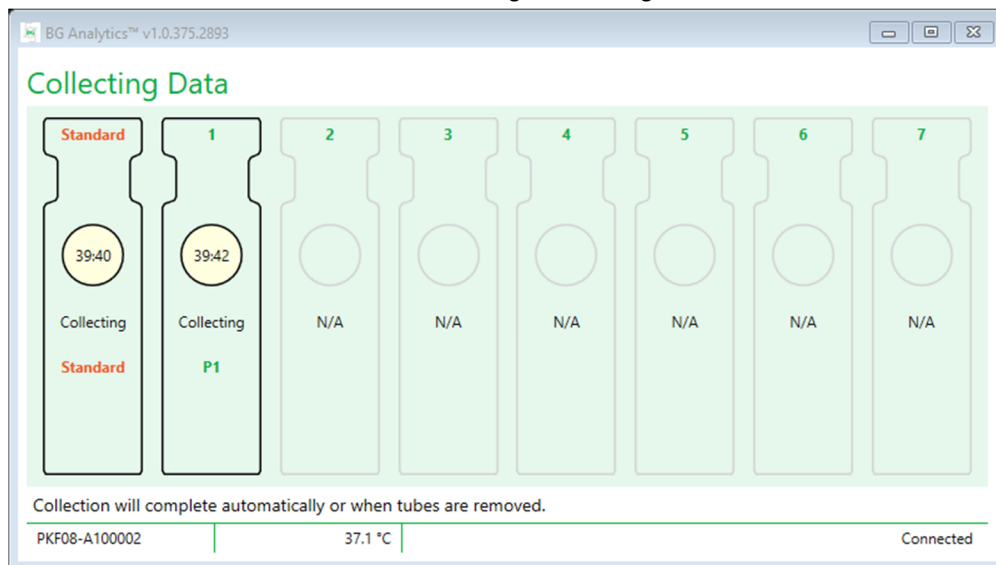 BG Analytics™ v1.0.375.2893
Collecting Data
Standard 1 2 3 4 5 6 7
39:40 39:42
Collecting Collecting N/A N/A N/A N/A N/A N/A
Standard P1
Collection will complete automatically or when tubes are removed.
PKF08-A100002 37.1 °C Connected